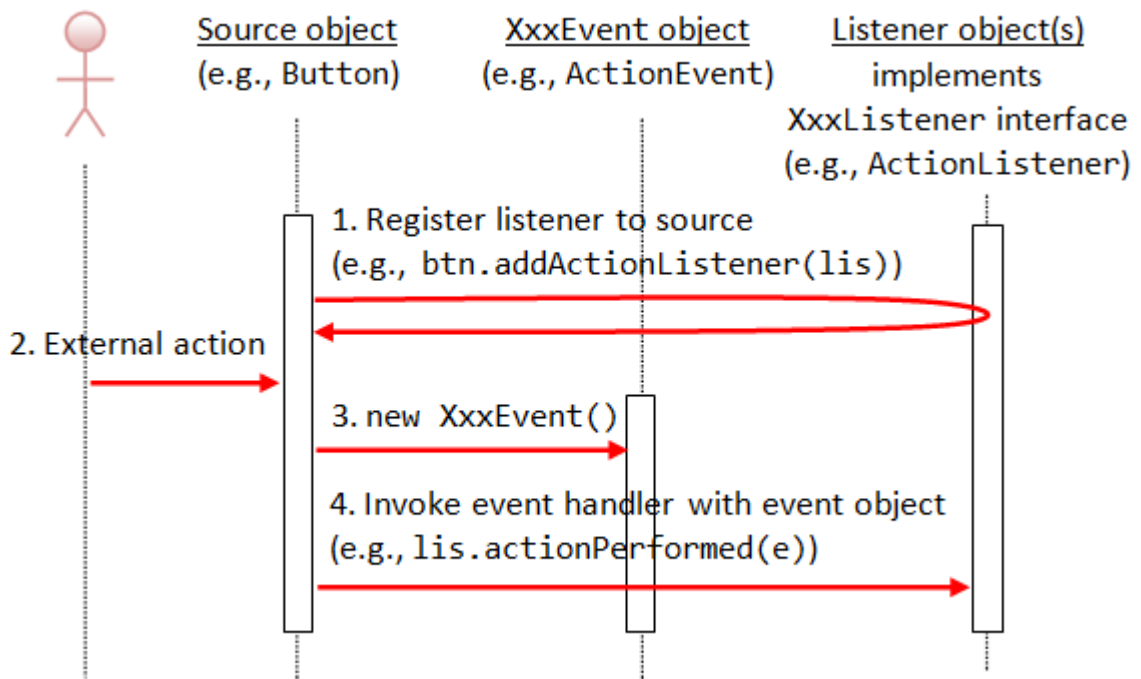 Source object
(e.g., Button)
XxxEvent object
(e.g., ActionEvent)
Listener object(s)
implements
XxxListener interface
(e.g., ActionListener)
1. Register listener to source
(e.g., btn.addActionListener(lis))
2. External action
3. new XxxEvent()
4. Invoke event handler with event object
(e.g., lis.actionPerformed(e))